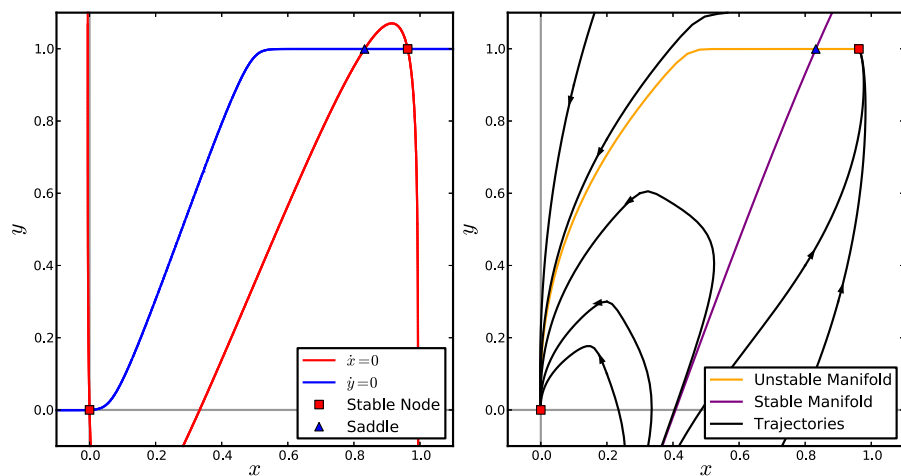 1.0
0.8
0.6
0.4
0.2
0.0
y
0.0 0.2 0.4 0.6 0.8 1.0
x
ẋ=0
ẏ=0
Stable Node
Saddle
1.0
0.8
0.6
0.4
0.2
0.0
y
0.0 0.2 0.4 0.6 0.8 1.0
x
Unstable Manifold
Stable Manifold
Trajectories